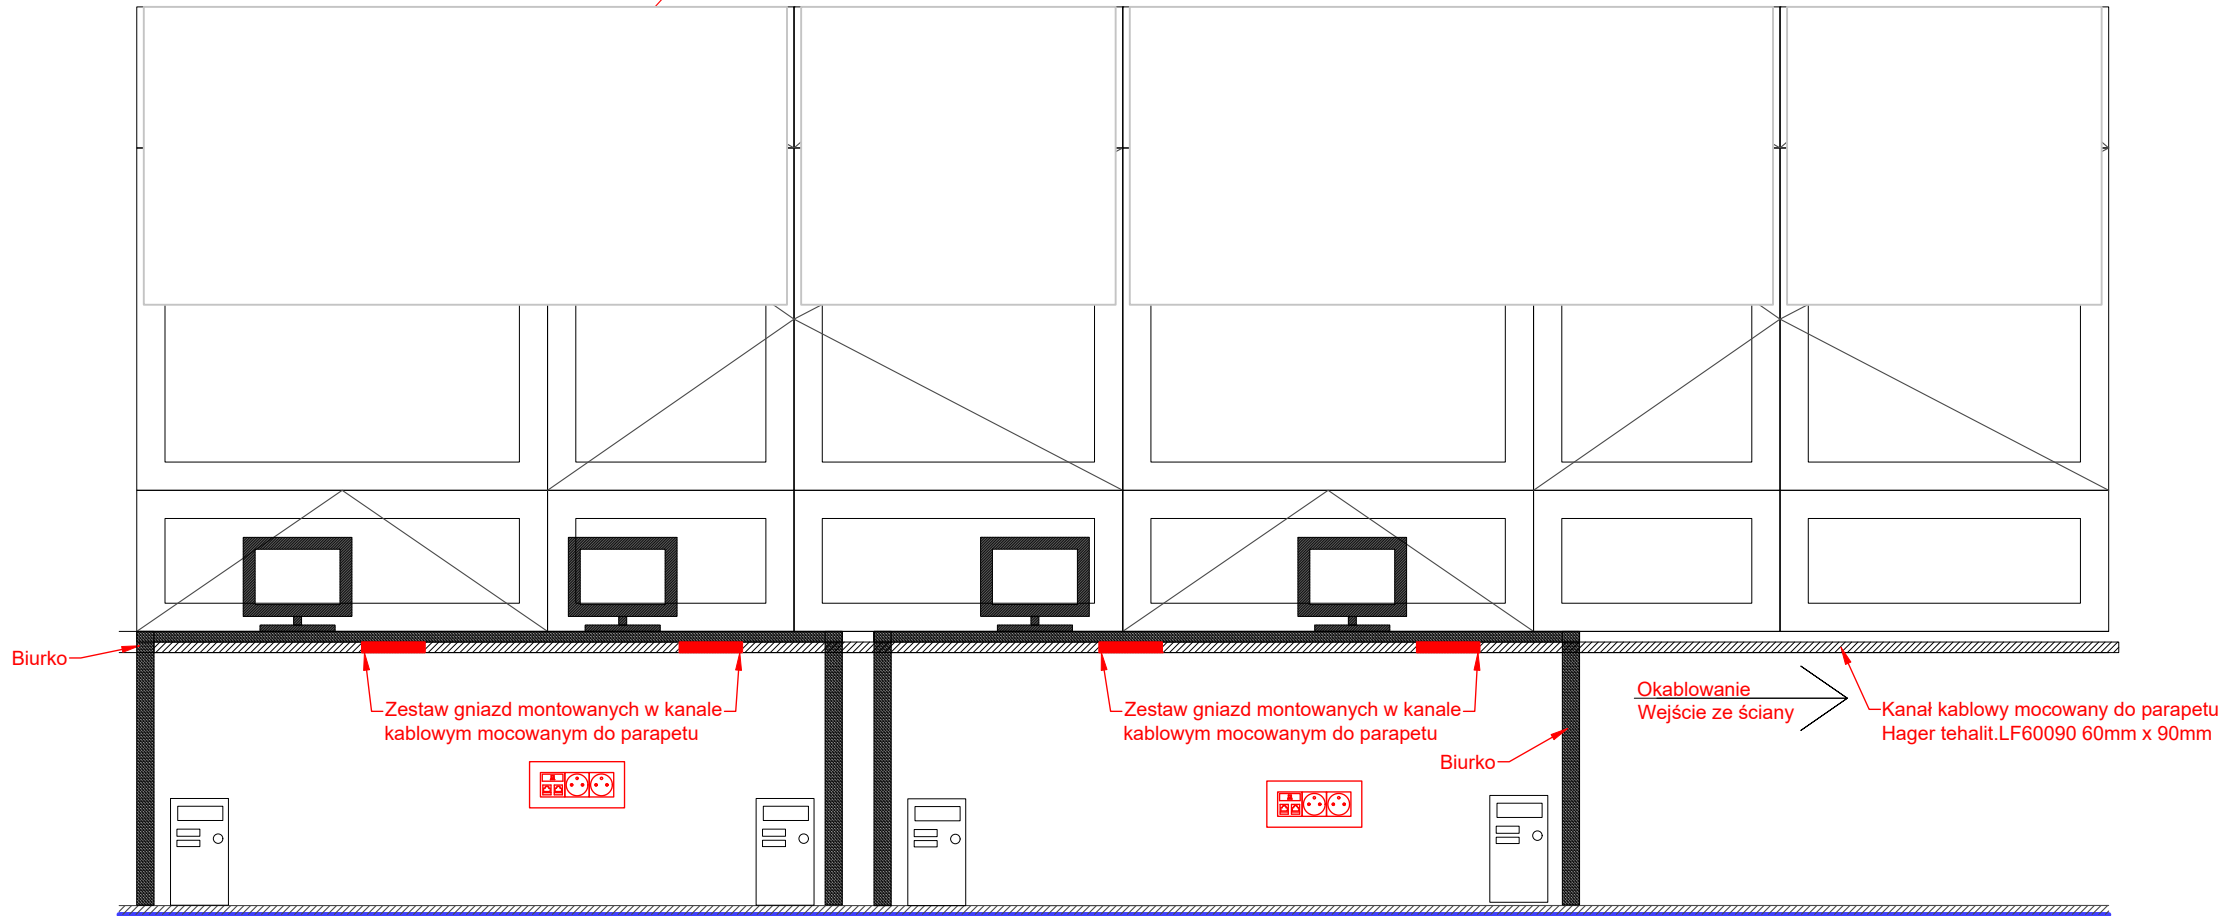 Biurko
Zestaw gniazd montowanych w kanale
kablowym mocowanym do parapetu
Zestaw gniazd montowanych w kanale
kablowym mocowanym do parapetu
Biurko
Okablowanie
Wejście ze ściany
Kanał kablowy mocowany do parapetu
Hager tehalit.LF60090 60mm x 90mm